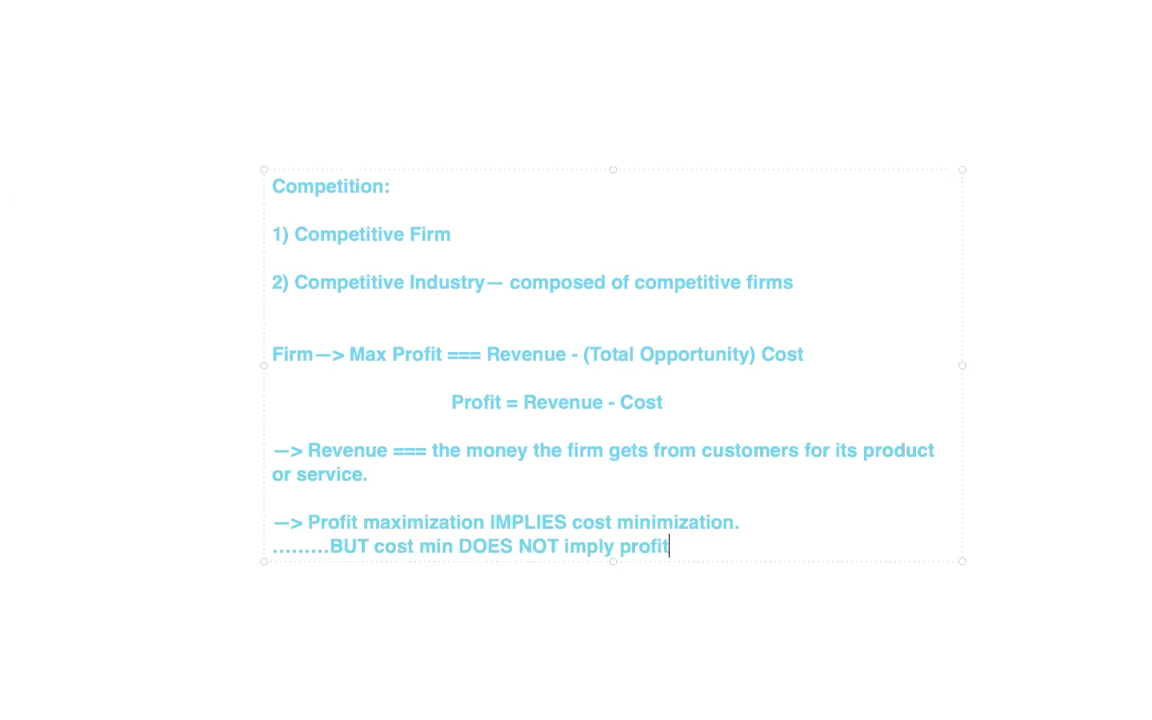 Competition:
1) Competitive Firm
2) Competitive Industry— composed of competitive firms
Firm—> Max Profit === Revenue - (Total Opportunity) Cost
Profit = Revenue - Cost
—> Revenue === the money the firm gets from customers for its product
or service.
—> Profit maximization IMPLIES cost minimization.
………BUT cost min DOES NOT imply profit